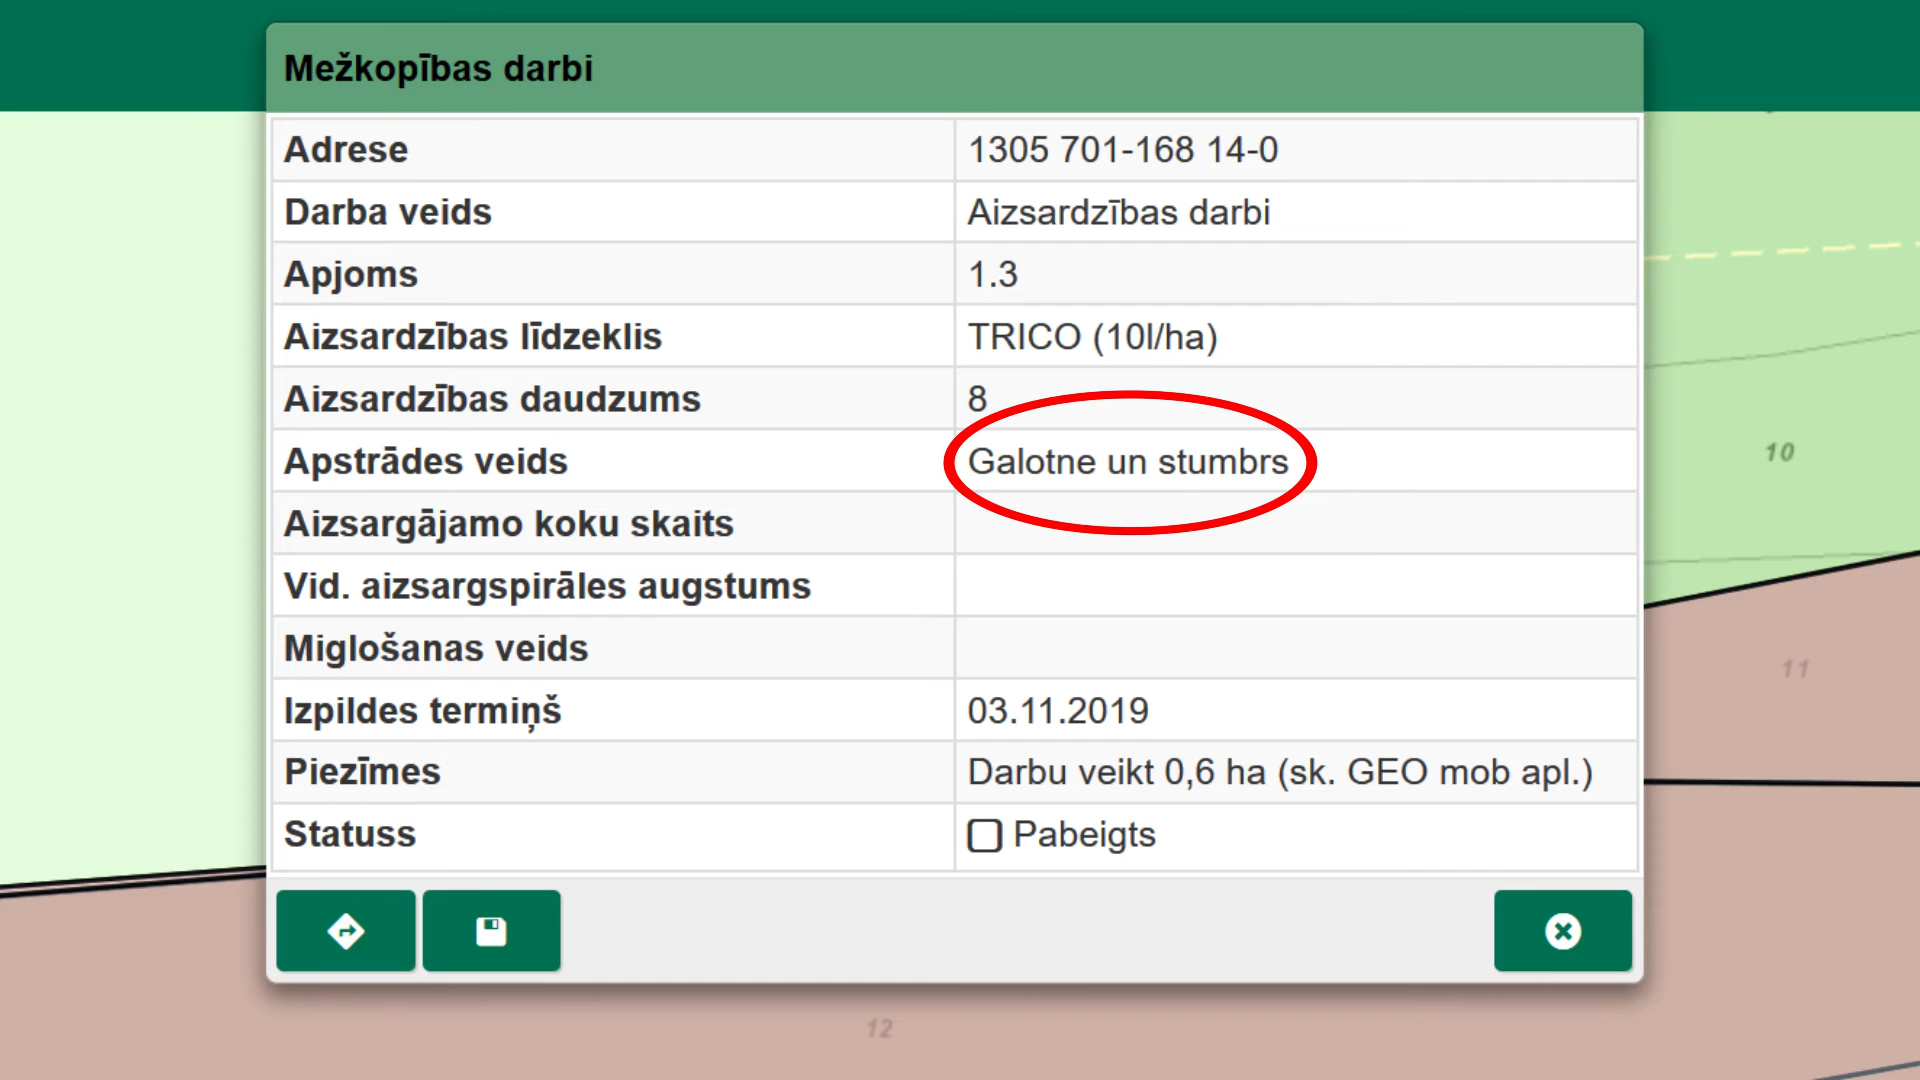 Mežkopības darbi
Adrese 1305 701-168 14-0
Darba veids Aizsardzības darbi
Apjoms 1.3
Aizsardzības līdzeklis TRICO (10l/ha)
Aizsardzības daudzums 8
Apstrādes veids Galotne un stumbrs
Aizsargājamo koku skaits
Vid. aizsargspirāles augstums
Miglošanas veids
Izpildes termiņš 03.11.2019
Piezīmes Darbu veikt 0,6 ha (sk. GEO mob apl.)
Statuss Pabeigts
10
11
12